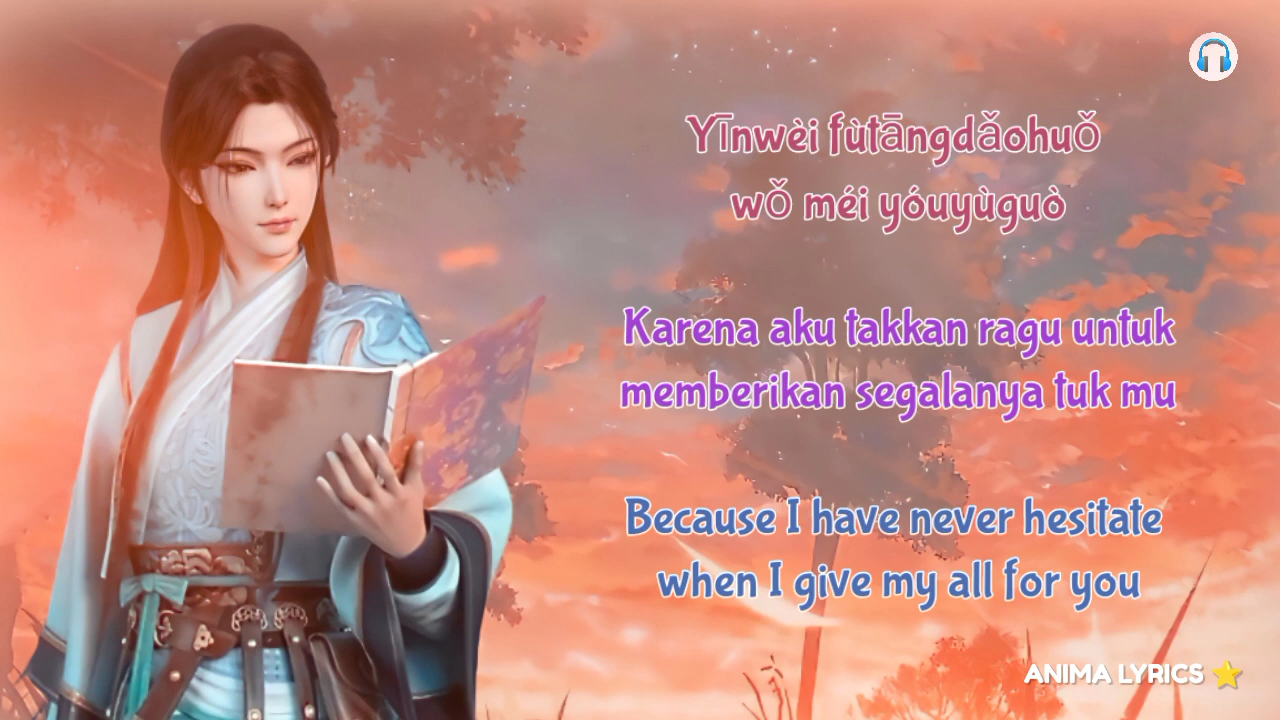 Yīnwèi fùtāngdǎohuǒ
wǒ méi yóuyùguò
Karena aku takkan ragu untuk
memberikan segalanya tuk mu
Because I have never hesitate
when I give my all for you
ANIMA LYRICS